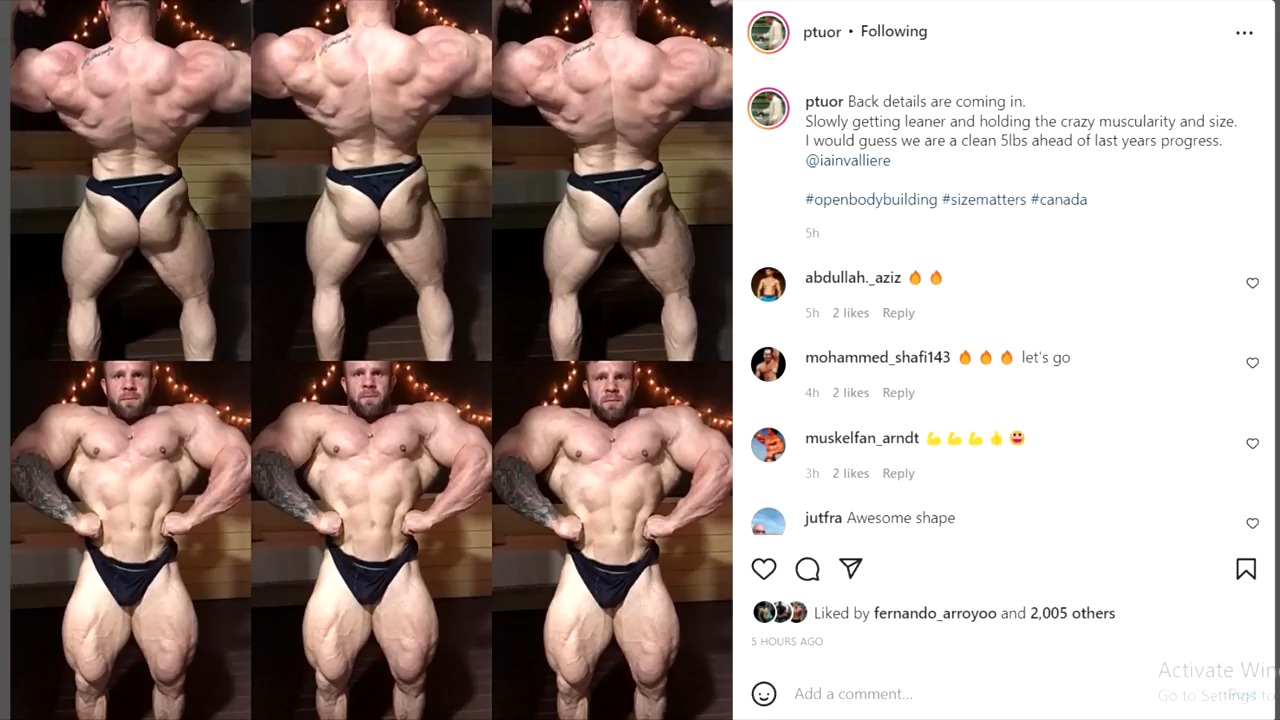 ptuor • Following
ptuor Back details are coming in.
Slowly getting leaner and holding the crazy muscularity and size.
I would guess we are a clean 5lbs ahead of last years progress.
@iainvalliere
#openbodybuilding #sizematters #canada
5h
abdullah._aziz 🔥 🔥
5h 2 likes Reply
mohammed_shafi143 🔥 🔥 🔥 let's go
4h 2 likes Reply
muskelfan_arndt 💪 💪 💪 👍 😀
3h 2 likes Reply
jutfra Awesome shape
Liked by fernando_arroyoo and 2,005 others
5 HOURS AGO
Activate Win
Add a comment...
Go to Settings to
Post